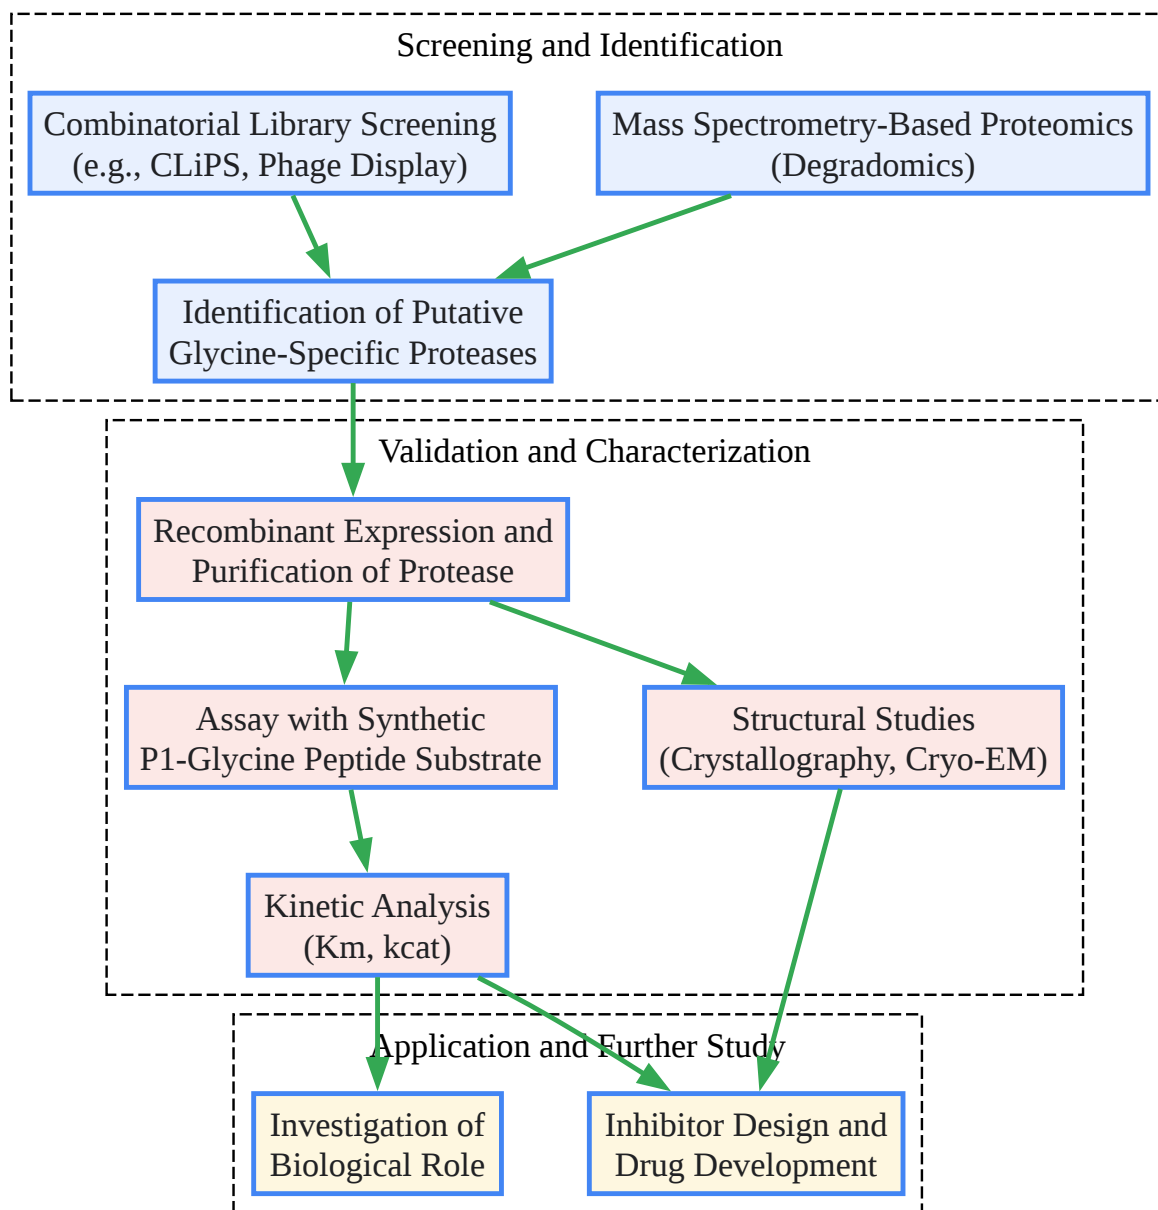 Screening and Identification
Combinatorial Library Screening
(e.g., CLiPS, Phage Display)
Mass Spectrometry-Based Proteomics
(Degradomics)
Identification of Putative
Glycine-Specific Proteases
Validation and Characterization
Recombinant Expression and
Purification of Protease
Assay with Synthetic
P1-Glycine Peptide Substrate
Structural Studies
(Crystallography, Cryo-EM)
Kinetic Analysis
(Km, kcat)
Application and Further Study
Investigation of
Biological Role
Inhibitor Design and
Drug Development